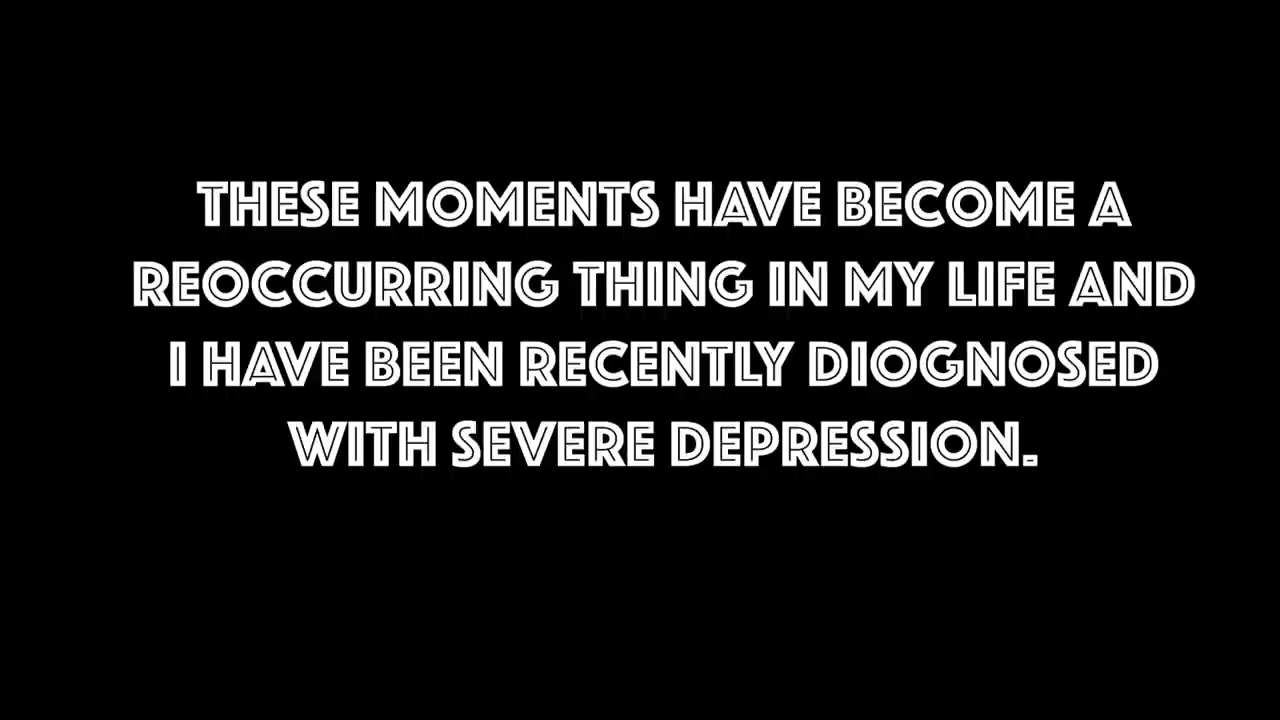 THESE MOMENTS HAVE BECOME A
REOCCURRING THING IN MY LIFE AND
I HAVE BEEN RECENTLY DIOGNOSED
WITH SEVERE DEPRESSION.